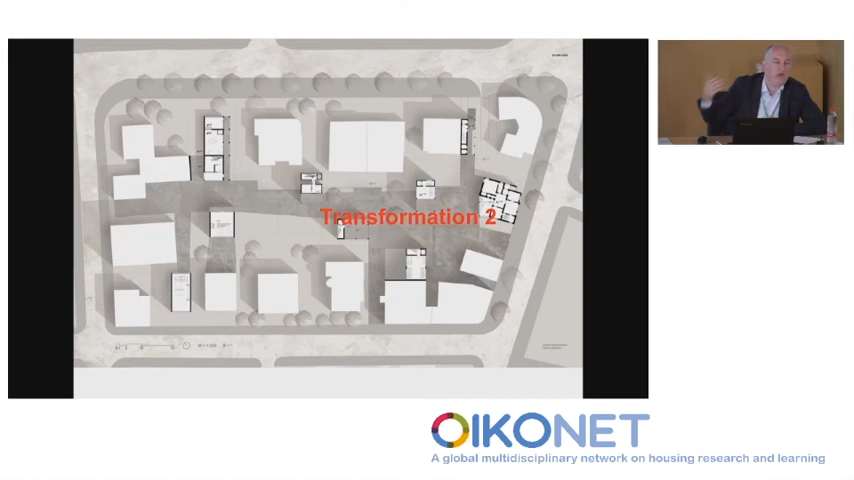 Transformation 2
OIKONET
A global multidisciplinary network on housing research and learning